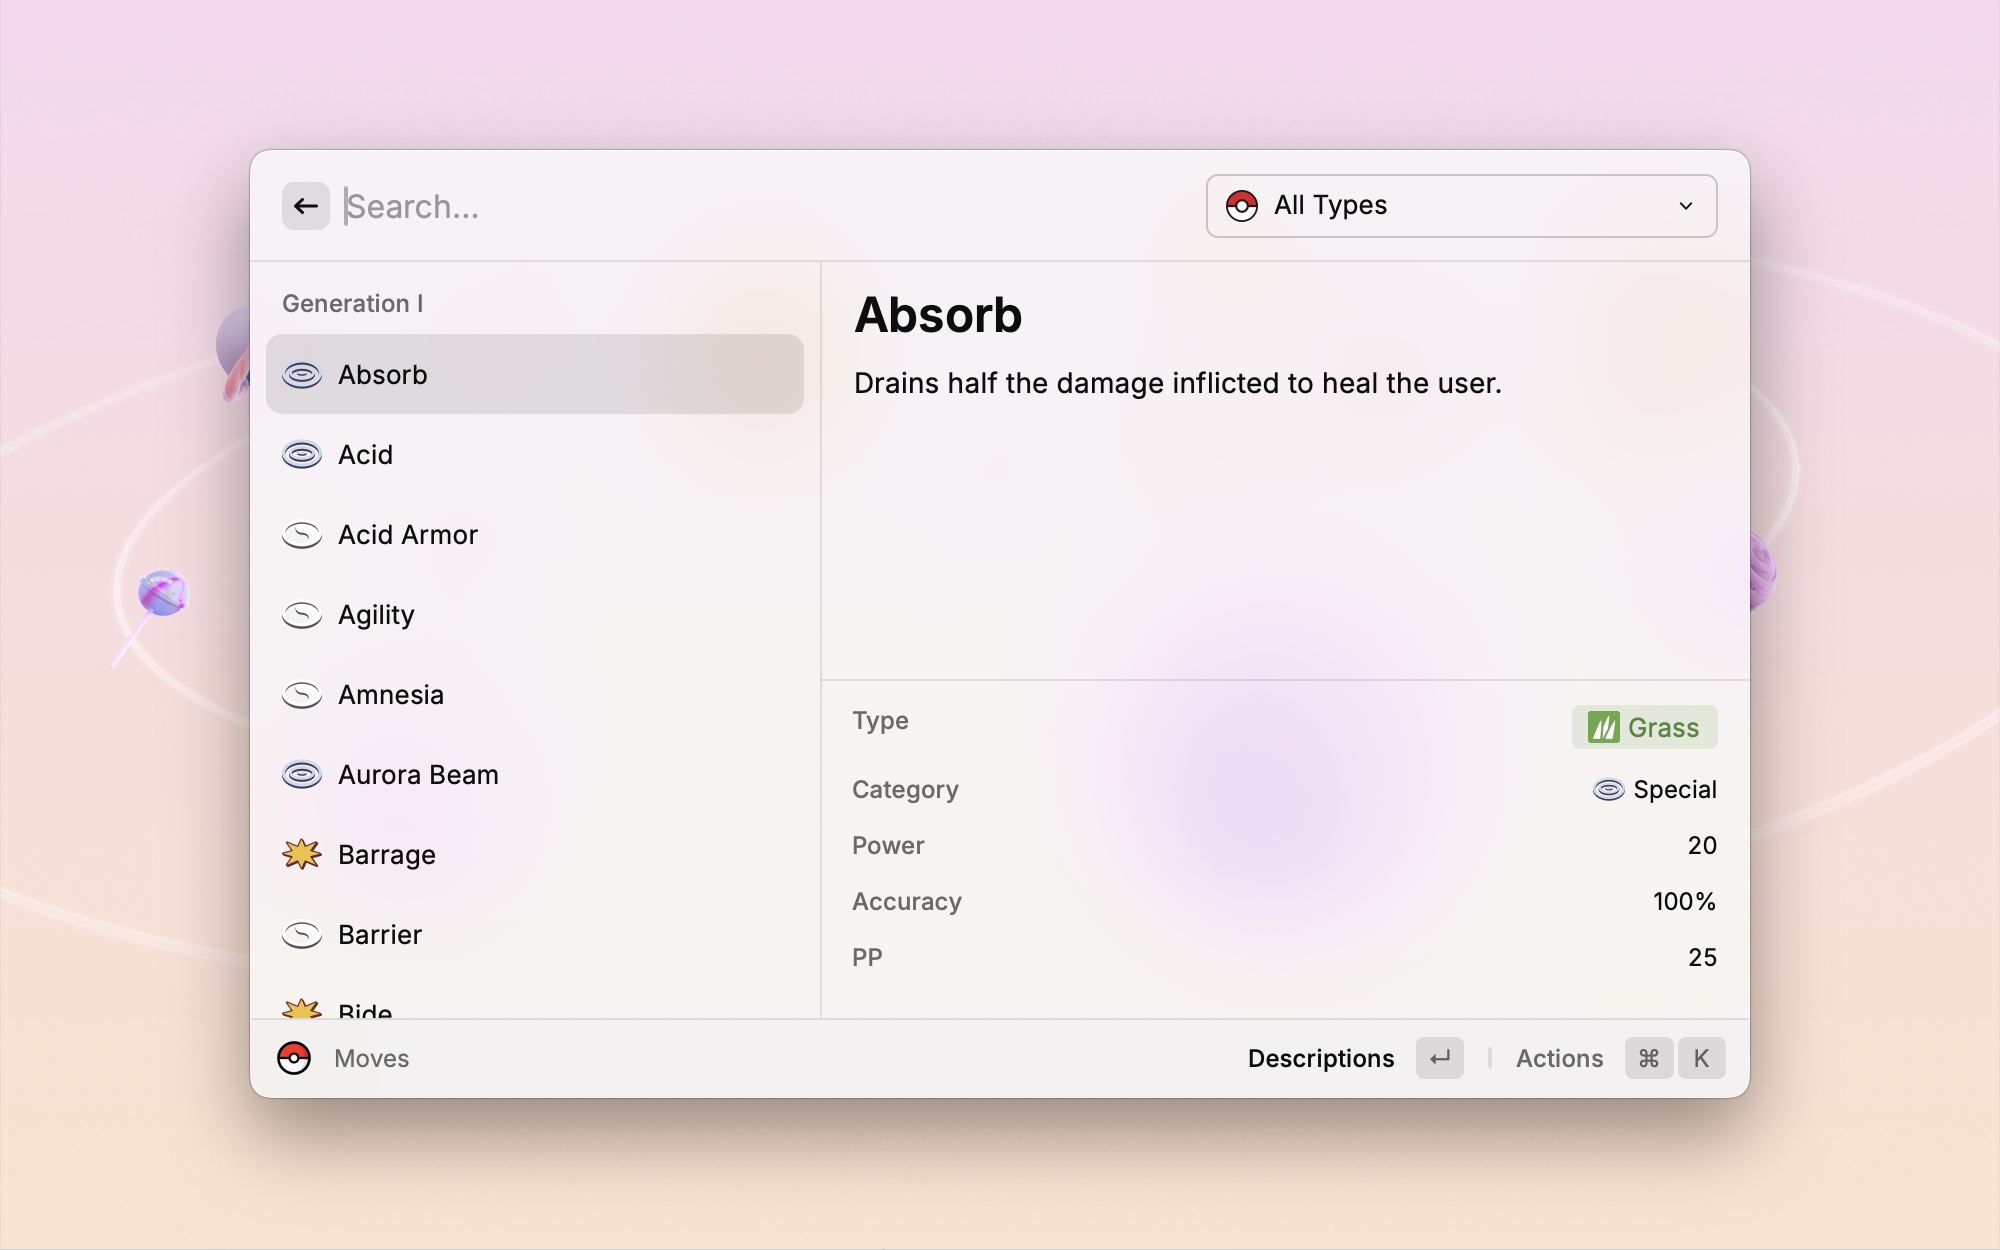 Search...
All Types
Generation I
Absorb
Acid
Acid Armor
Agility
Amnesia
Aurora Beam
Barrage
Barrier
Bide
Absorb
Drains half the damage inflicted to heal the user.
Type
Grass
Category
Special
Power
20
Accuracy
100%
PP
25
Moves
Descriptions ↵
Actions ⌘ K